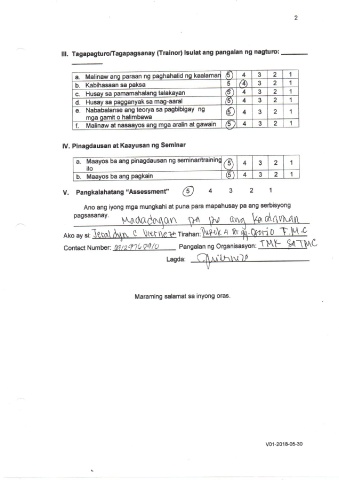 2
III. Tagapagturo/Tagapagsanay (Trainor) Isulat ang pangalan ng nagturo: ________
a. Malinaw ang paraan ng paghahatid ng kaalaman 5 4 3 2 1
b. Kabihasaan sa paksa 5 4 3 2 1
c. Husay sa pamamahalang talakayan 5 4 3 2 1
d. Husay sa pagganyak sa mag-aaral 5 4 3 2 1
e. Nababalanse ang teorya sa pagbibigay ng mga gamit o halimbawa 5 4 3 2 1
f. Malinaw at nasaayos ang mga aralin at gawain 5 4 3 2 1
IV. Pinagdausan at Kaayusan ng Seminar
a. Maayos ba ang pinagdausan ng seminar/training ito 5 4 3 2 1
b. Maayos ba ang pagkain 5 4 3 2 1
V. Pangkalahatang "Assessment" 5 4 3 2 1
Ano ang iyong mga mungkahi at puna para mapahusay pa ang serbisyong
pagsasanay. Madadagan pa po ang kaalaman
Ako ay si: Tirahan: TMC
Contact Number: Pangalan ng Organisasyon: TMK SATMC
Lagda:
Maraming salamat sa inyong oras.
V01-2018-05-30